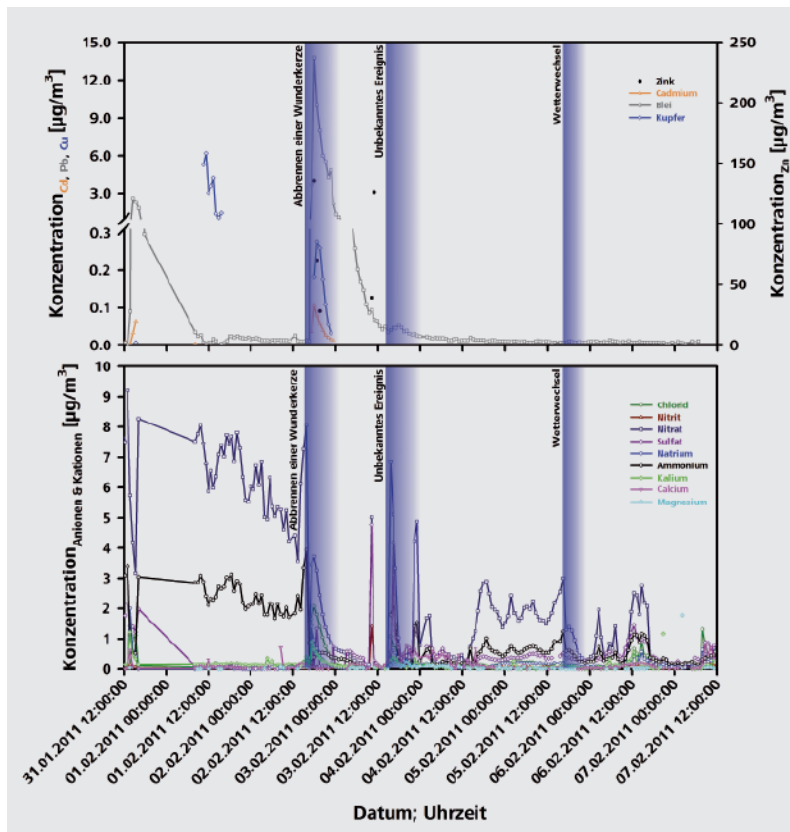 15.0
12.0
9.0
6.0
3.0
0.3
0.2
0.1
0.0
Konzentration Cd, Pb, Cu [µg/m³]
250
200
150
100
50
0
Konzentration Zn [µg/m³]
Abbrennen einer Wunderkerze
Unbekanntes Ereignis
Wetterwechsel
Zink
Cadmium
Blei
Kupfer
10
9
8
7
6
5
4
3
2
1
0
Konzentration Anionen & Kationen [µg/m³]
Abbrennen einer Wunderkerze
Unbekanntes Ereignis
Wetterwechsel
Chlorid
Nitrit
Nitrat
Sulfat
Natrium
Ammonium
Kalium
Calcium
Magnesium
31.01.2011 12:00:00
01.02.2011 00:00:00
01.02.2011 12:00:00
02.02.2011 00:00:00
02.02.2011 12:00:00
03.02.2011 00:00:00
03.02.2011 12:00:00
04.02.2011 00:00:00
04.02.2011 12:00:00
05.02.2011 00:00:00
05.02.2011 12:00:00
06.02.2011 00:00:00
06.02.2011 12:00:00
07.02.2011 00:00:00
07.02.2011 12:00:00
Datum; Uhrzeit